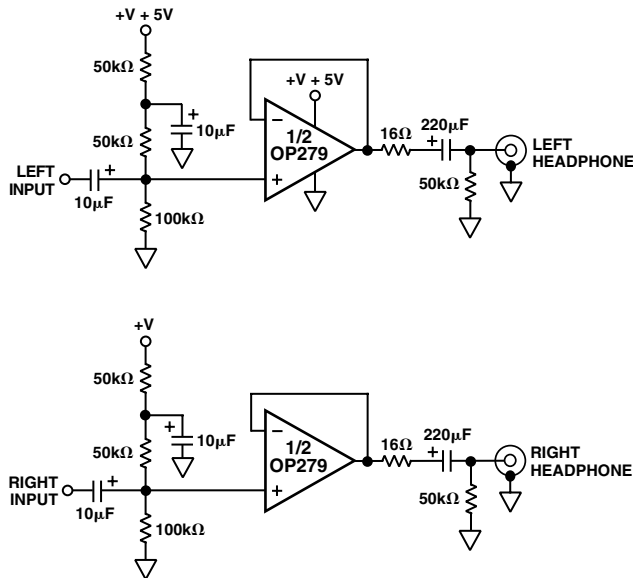 +V + 5V
50kΩ
+V + 5V
50kΩ
10μF
1/2
OP279
16Ω
220μF
LEFT
HEADPHONE
LEFT
INPUT
10μF
50kΩ
100kΩ
+V
50kΩ
50kΩ
10μF
1/2
OP279
16Ω
220μF
RIGHT
HEADPHONE
RIGHT
INPUT
10μF
50kΩ
100kΩ